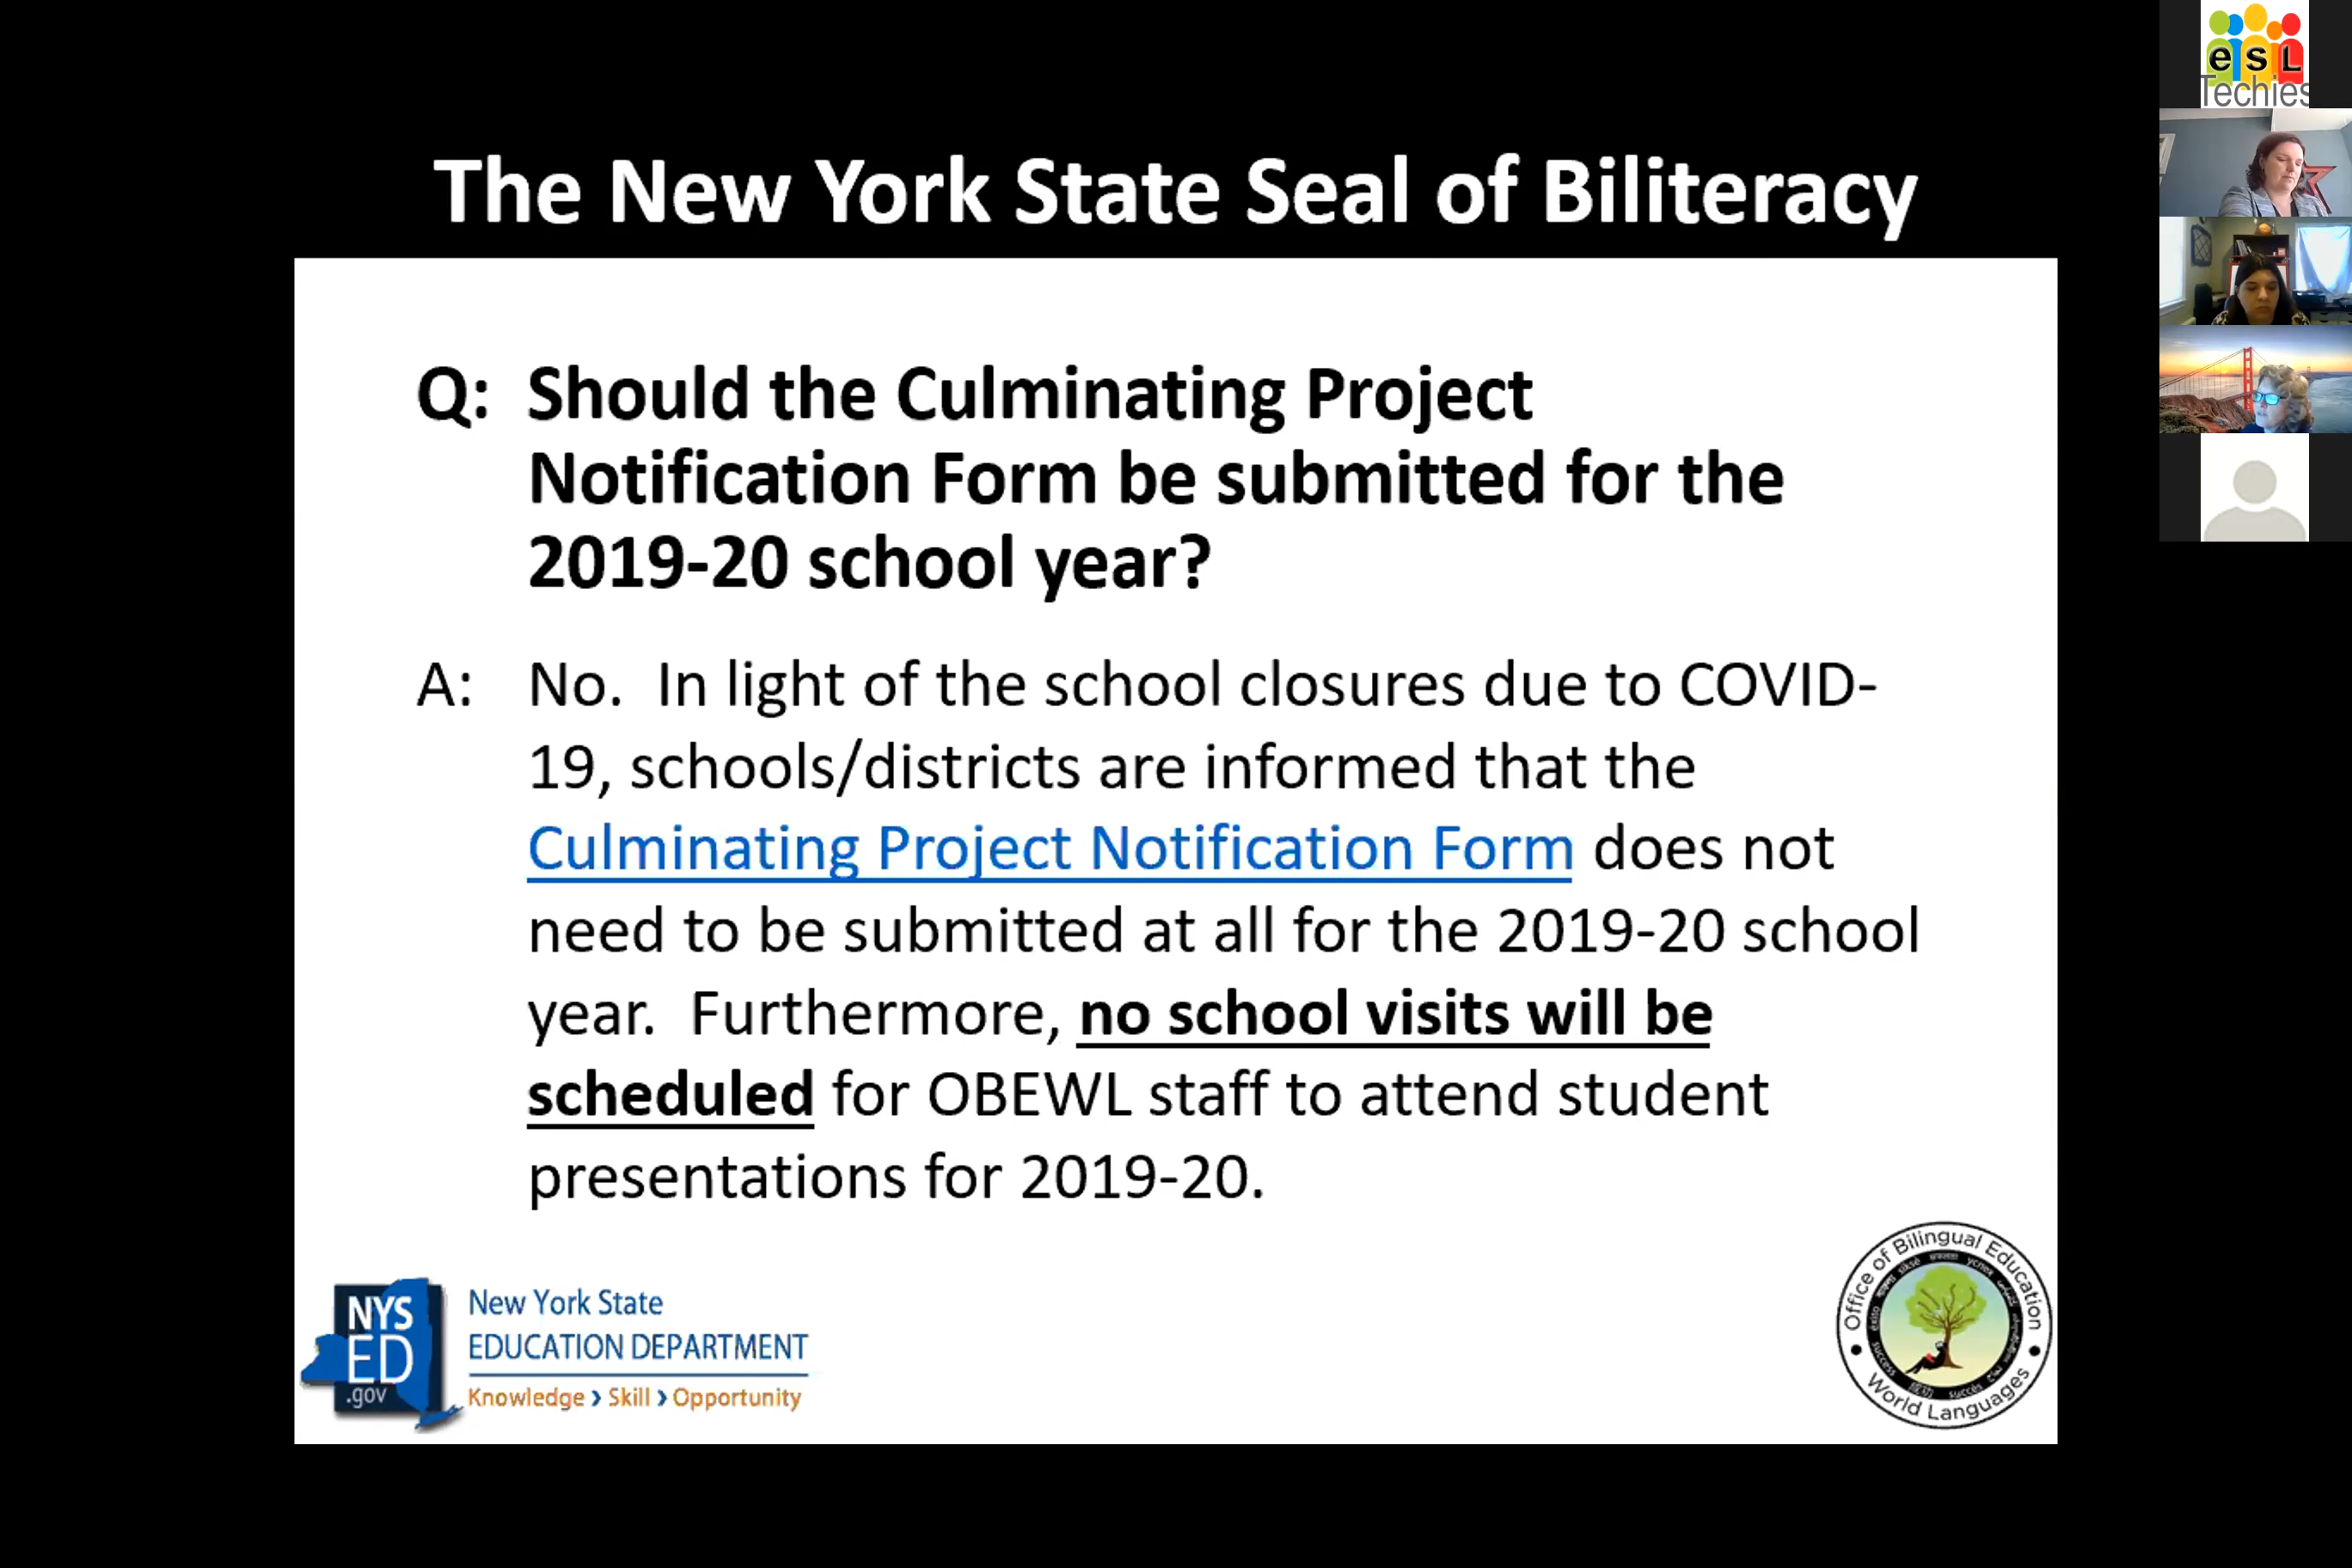 The New York State Seal of Biliteracy
Q: Should the Culminating Project
Notification Form be submitted for the
2019-20 school year?
A: No. In light of the school closures due to COVID-
19, schools/districts are informed that the
Culminating Project Notification Form does not
need to be submitted at all for the 2019-20 school
year. Furthermore, no school visits will be
scheduled for OBEWL staff to attend student
presentations for 2019-20.
NYS
ED
.gov
New York State
EDUCATION DEPARTMENT
Knowledge › Skill › Opportunity
Office of Bilingual Education
World Languages
success
succès
esL
Techies